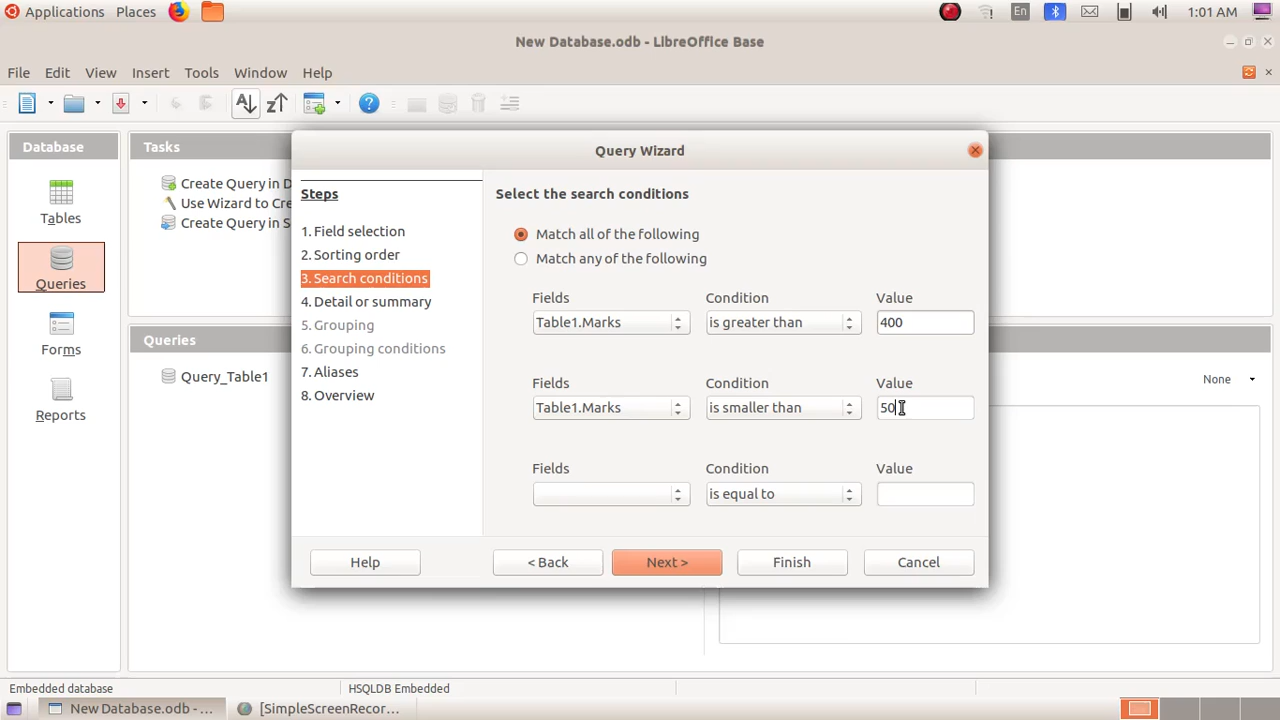 Applications Places En 1:01 AM
New Database.odb - LibreOffice Base
File Edit View Insert Tools Window Help
Database
Tables
Queries
Forms
Reports
Tasks
Create Query in D
Use Wizard to Cre
Create Query in S
Queries
Query_Table1
None
Query Wizard
Steps
1. Field selection
2. Sorting order
3. Search conditions
4. Detail or summary
5. Grouping
6. Grouping conditions
7. Aliases
8. Overview
Select the search conditions
Match all of the following
Match any of the following
Fields Condition Value
Table1.Marks is greater than 400
Fields Condition Value
Table1.Marks is smaller than 50
Fields Condition Value
is equal to
Help < Back Next > Finish Cancel
Embedded database HSQLDB Embedded
New Database.odb - ... [SimpleScreenRecor...